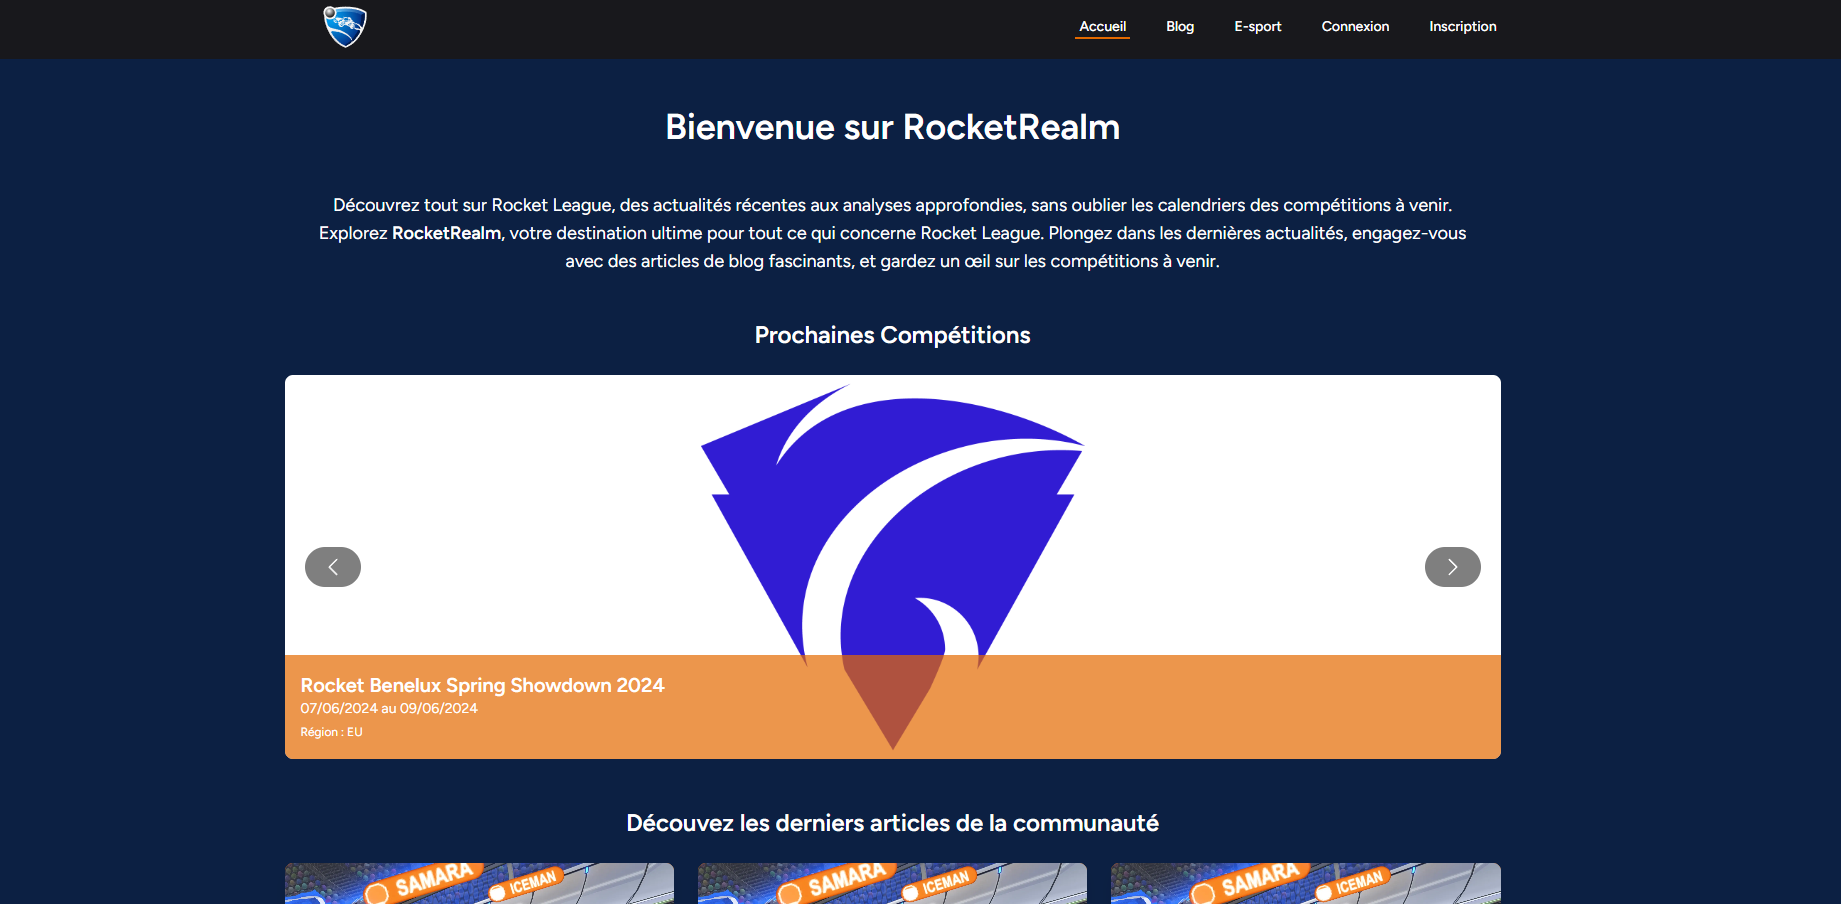 Accueil Blog E-sport Connexion Inscription
Bienvenue sur RocketRealm
Découvrez tout sur Rocket League, des actualités récentes aux analyses approfondies, sans oublier les calendriers des compétitions à venir.
Explorez RocketRealm, votre destination ultime pour tout ce qui concerne Rocket League. Plongez dans les dernières actualités, engagez-vous
avec des articles de blog fascinants, et gardez un œil sur les compétitions à venir.
Prochaines Compétitions
Rocket Benelux Spring Showdown 2024
07/06/2024 au 09/06/2024
Région : EU
Découvez les derniers articles de la communauté
SAMARA ICEMAN SAMARA ICEMAN SAMARA ICEMAN